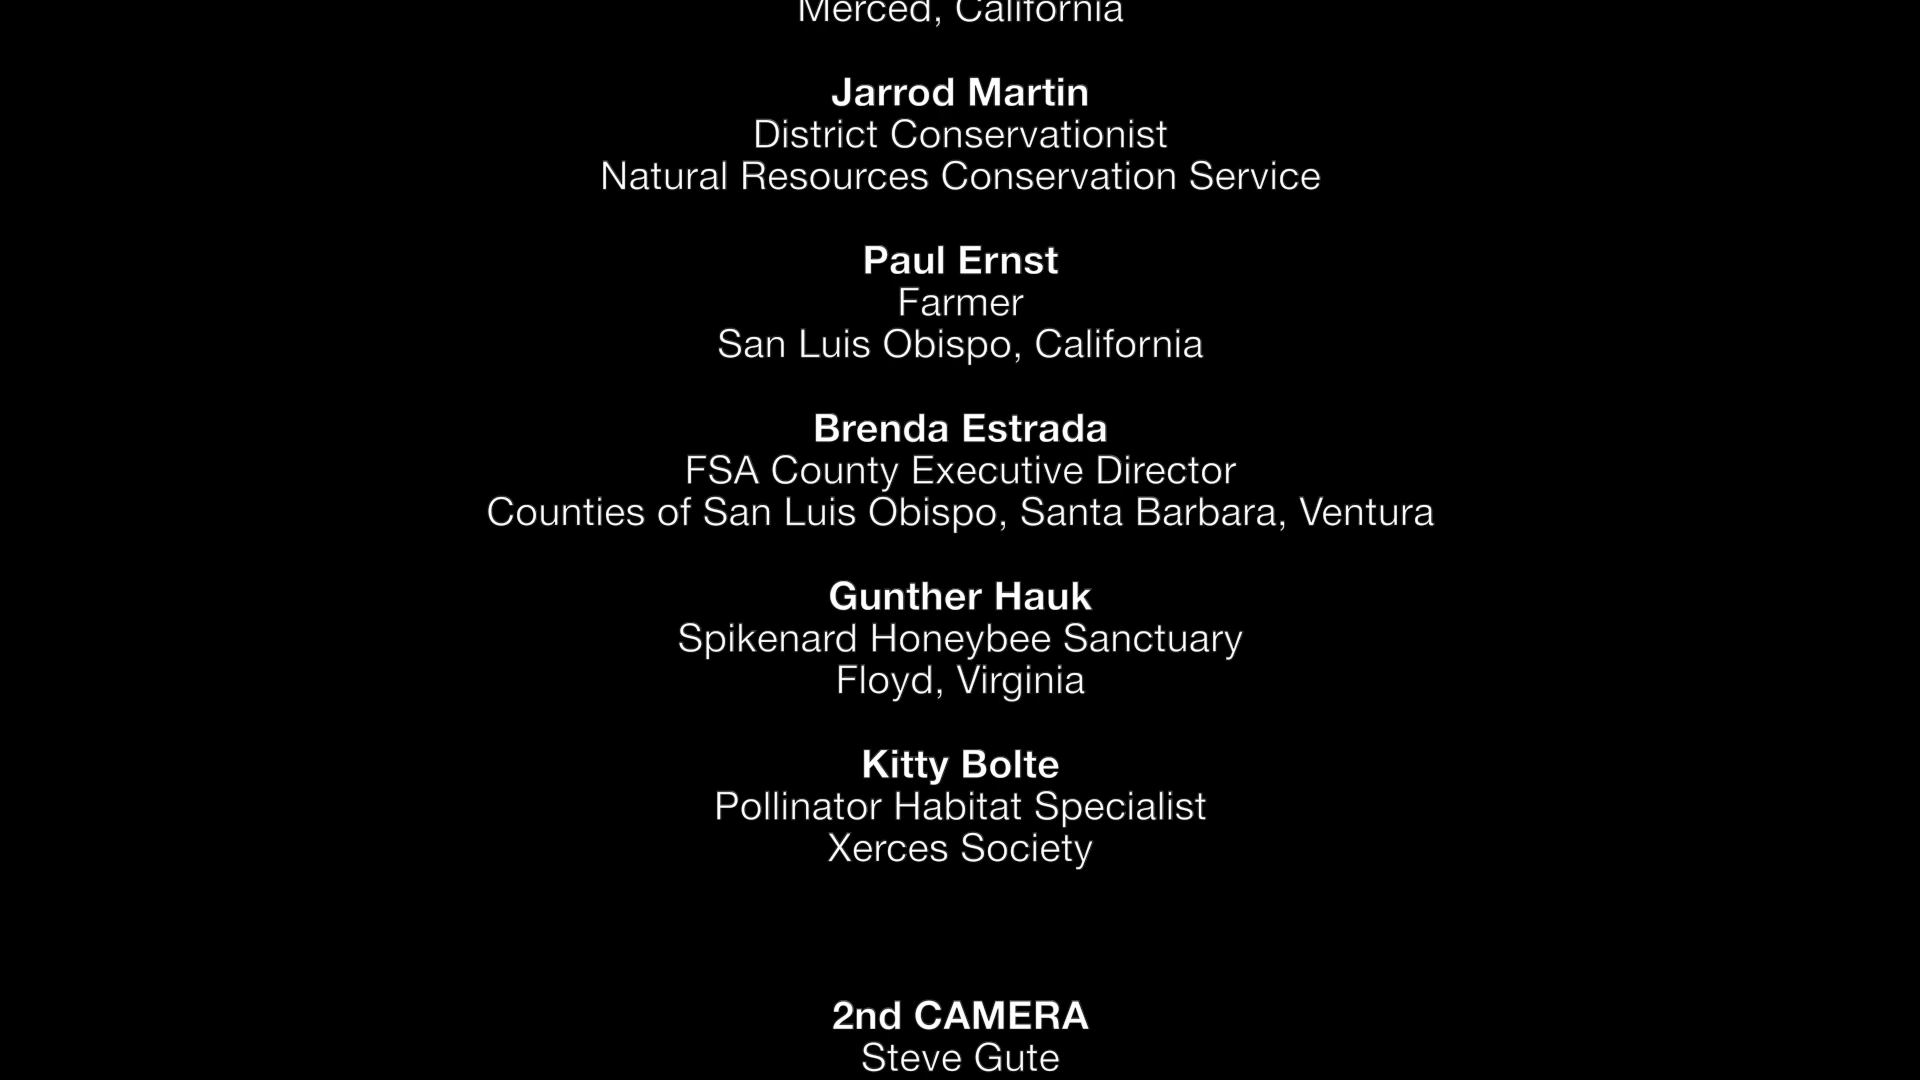 Merced, California
Jarrod Martin
District Conservationist
Natural Resources Conservation Service
Paul Ernst
Farmer
San Luis Obispo, California
Brenda Estrada
FSA County Executive Director
Counties of San Luis Obispo, Santa Barbara, Ventura
Gunther Hauk
Spikenard Honeybee Sanctuary
Floyd, Virginia
Kitty Bolte
Pollinator Habitat Specialist
Xerces Society
2nd CAMERA
Steve Gute